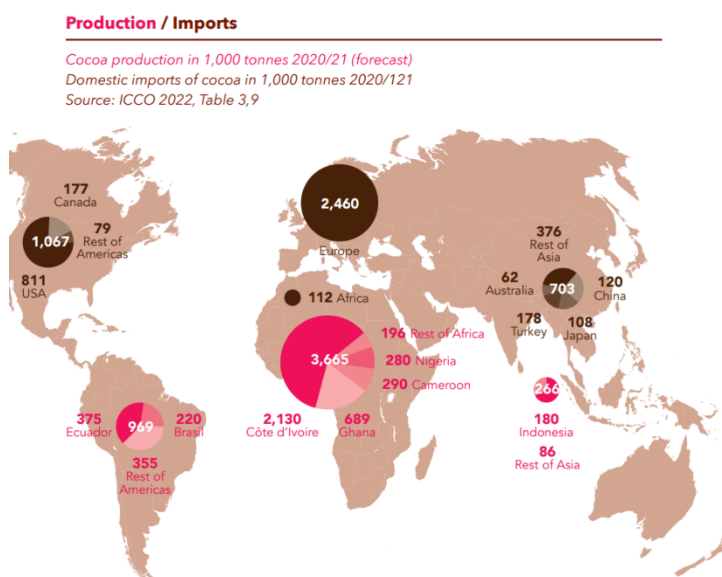 Production / Imports
Cocoa production in 1,000 tonnes 2020/21 (forecast)
Domestic imports of cocoa in 1,000 tonnes 2020/121
Source: ICCO 2022, Table 3,9
177
Canada
79
Rest of
Americas
1,067
811
USA
2,460
Europe
376
Rest of
Asia
62
Australia
703
120
China
178
Turkey
108
Japan
112 Africa
196 Rest of Africa
3,665
280 Nigeria
290 Cameroon
2,130
Côte d'Ivoire
689
Ghana
375
Ecuador
969
220
Brasil
355
Rest of
Americas
266
180
Indonesia
86
Rest of Asia